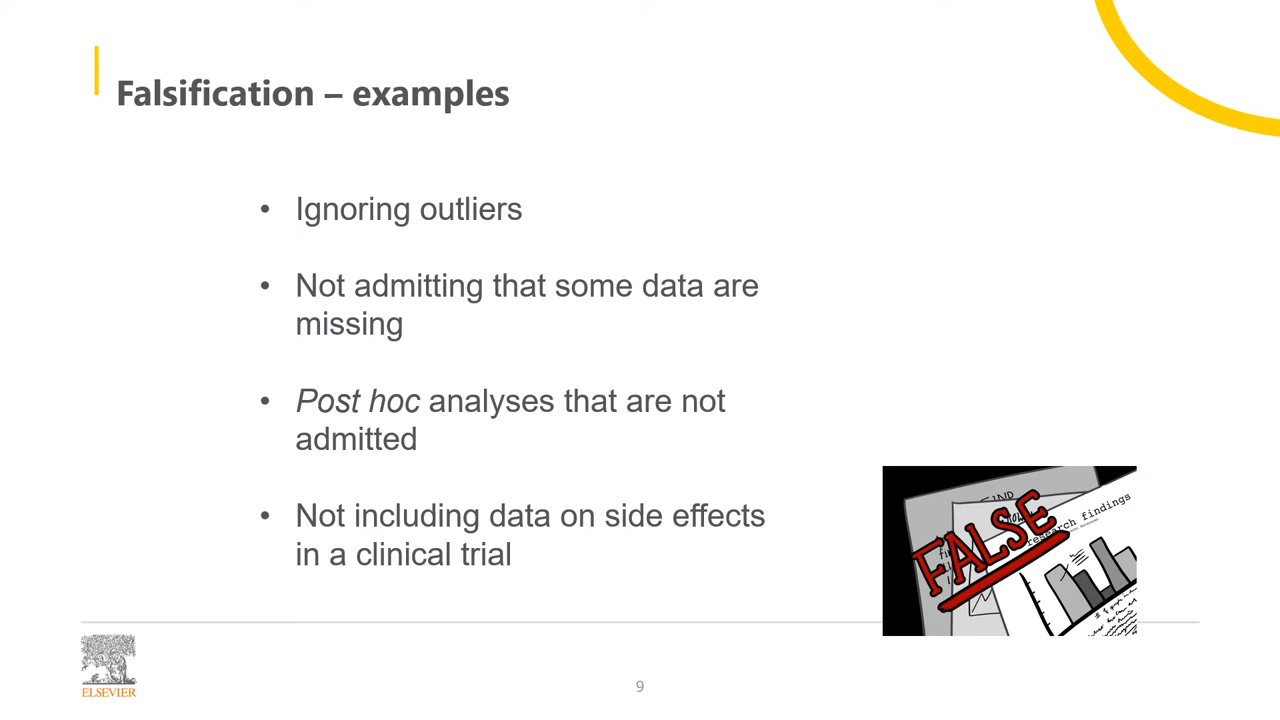 Falsification – examples
• Ignoring outliers
• Not admitting that some data are
missing
• Post hoc analyses that are not
admitted
• Not including data on side effects
in a clinical trial
FALSE
research findings
ELSEVIER
9